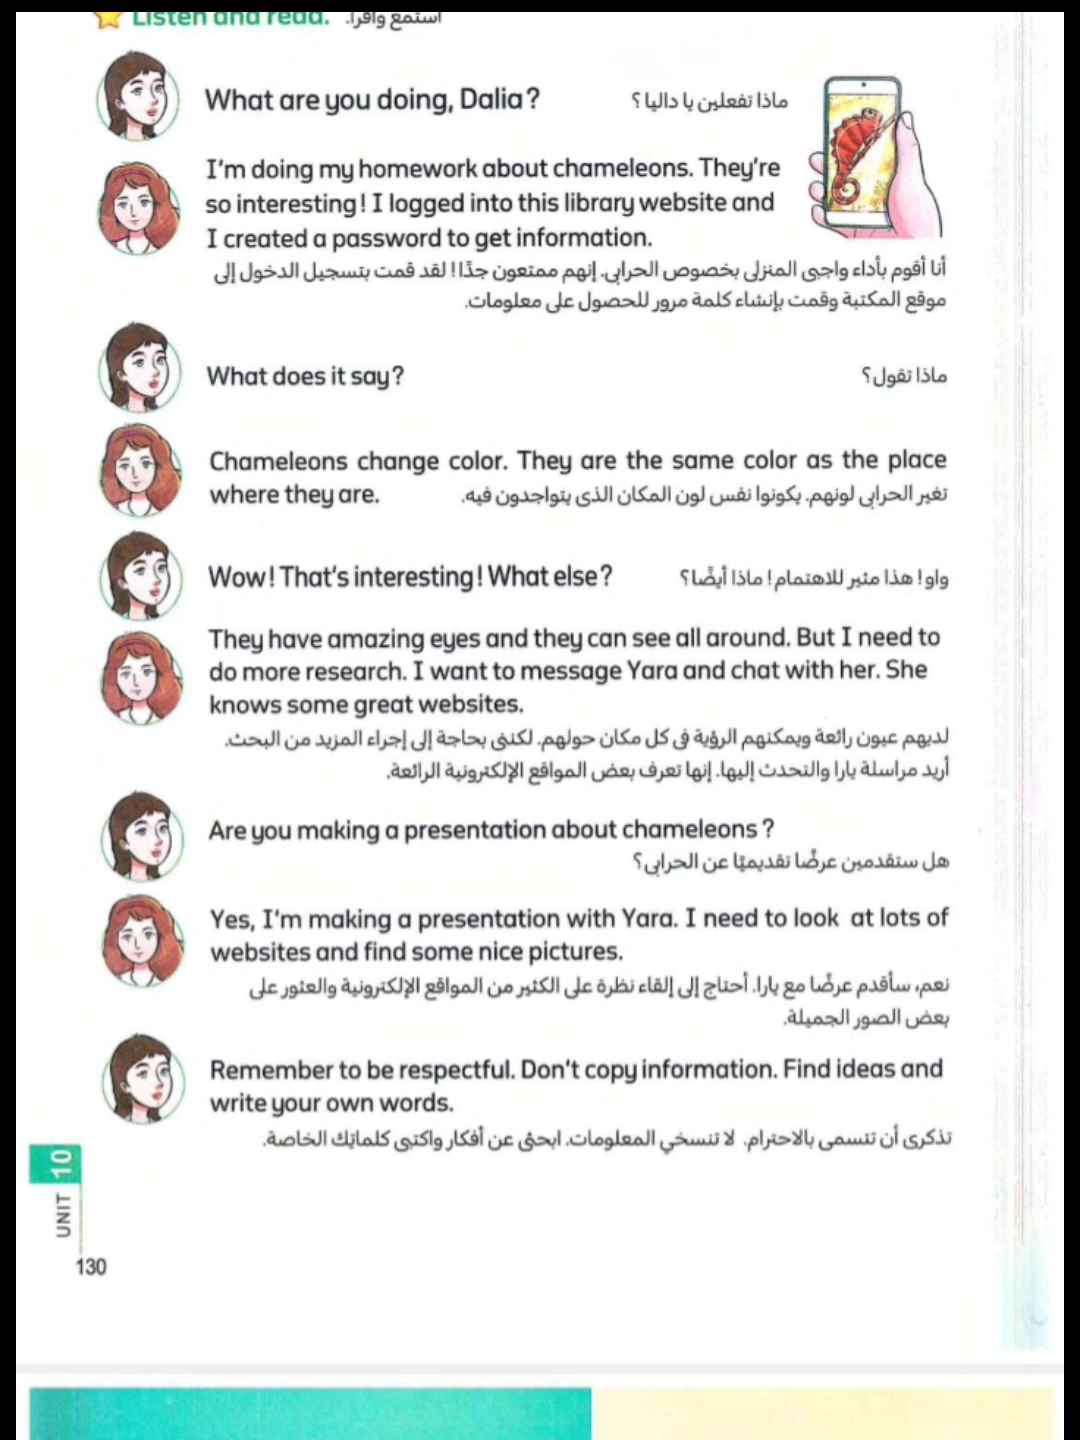 Listen and read. استمع واقرأ.
What are you doing, Dalia? ماذا تفعلين يا داليا؟
I'm doing my homework about chameleons. They're
so interesting! I logged into this library website and
I created a password to get information.
أنا أقوم بأداء واجبى المنزلى بخصوص الحرابى. إنهم ممتعون جدًا! لقد قمت بتسجيل الدخول إلى
موقع المكتبة وقمت بإنشاء كلمة مرور للحصول على معلومات.
What does it say? ماذا تقول؟
Chameleons change color. They are the same color as the place
where they are. تغير الحرابى لونهم. يكونوا نفس لون المكان الذى يتواجدون فيه.
Wow! That's interesting! What else? واو! هذا مثير للاهتمام! ماذا أيضًا؟
They have amazing eyes and they can see all around. But I need to
do more research. I want to message Yara and chat with her. She
knows some great websites.
لديهم عيون رائعة ويمكنهم الرؤية فى كل مكان حولهم. لكننى بحاجة إلى إجراء المزيد من البحث.
أريد مراسلة يارا والتحدث إليها. إنها تعرف بعض المواقع الإلكترونية الرائعة.
Are you making a presentation about chameleons?
هل ستقدمين عرضًا تقديميًا عن الحرابى؟
Yes, I'm making a presentation with Yara. I need to look at lots of
websites and find some nice pictures.
نعم، سأقدم عرضًا مع يارا. أحتاج إلى إلقاء نظرة على الكثير من المواقع الإلكترونية والعثور على
بعض الصور الجميلة.
Remember to be respectful. Don't copy information. Find ideas and
write your own words.
تذكرى أن تتسمى بالاحترام. لا تنسخي المعلومات. ابحثى عن أفكار واكتبى كلماتِك الخاصة.
UNIT 10
130